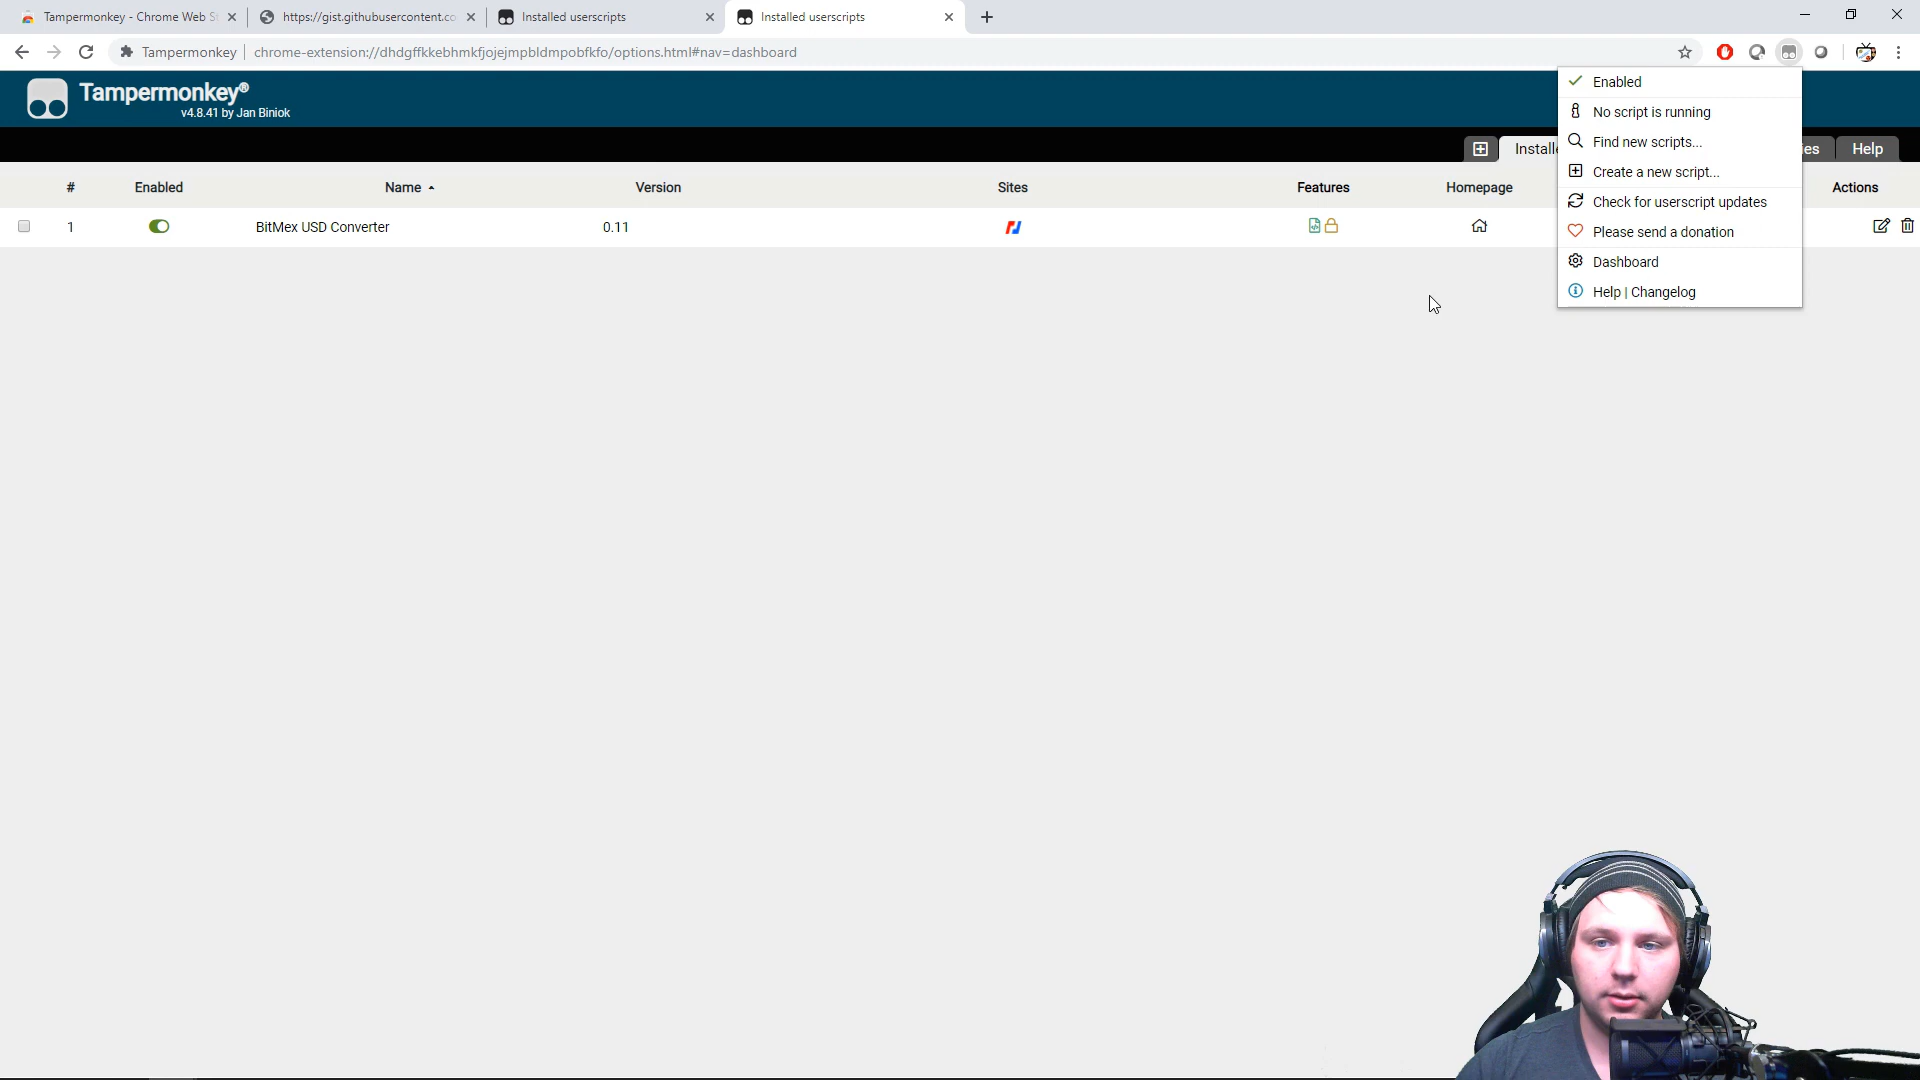 Tampermonkey - Chrome Web St
https://gist.githubusercontent.co
Installed userscripts
Installed userscripts
Tampermonkey
chrome-extension://dhdgffkkebhmkfjojejmpbldmpobfkfo/options.html#nav=dashboard
Tampermonkey®
v4.8.41 by Jan Biniok
Installe
ies
Help
# Enabled Name Version Sites Features Homepage Actions
1 BitMex USD Converter 0.11
Enabled
No script is running
Find new scripts...
Create a new script...
Check for userscript updates
Please send a donation
Dashboard
Help | Changelog